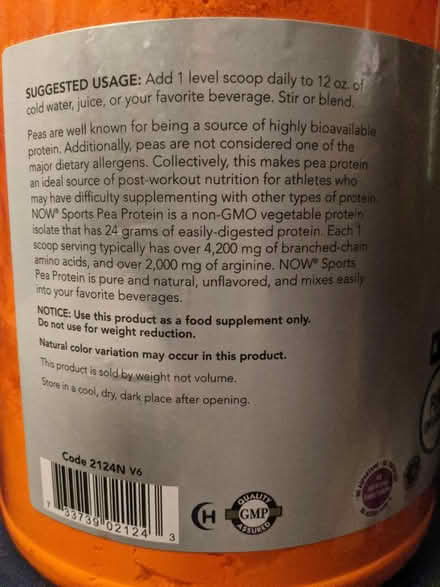 SUGGESTED USAGE: Add 1 level scoop daily to 12 oz. of
cold water, juice, or your favorite beverage. Stir or blend.
Peas are well known for being a source of highly bioavailable
protein. Additionally, peas are not considered one of the
major dietary allergens. Collectively, this makes pea protein
an ideal source of post-workout nutrition for athletes who
may have difficulty supplementing with other types of protein.
NOW® Sports Pea Protein is a non-GMO vegetable protein
isolate that has 24 grams of easily-digested protein. Each 1
scoop serving typically has over 4,200 mg of branched-chain
amino acids, and over 2,000 mg of arginine. NOW® Sports
Pea Protein is pure and natural, unflavored, and mixes easily
into your favorite beverages.
NOTICE: Use this product as a food supplement only.
Do not use for weight reduction.
Natural color variation may occur in this product.
This product is sold by weight not volume.
Store in a cool, dry, dark place after opening.
Code 2124N V6
7 33739 02124 3
H
QUALITY
GMP
ASSURED